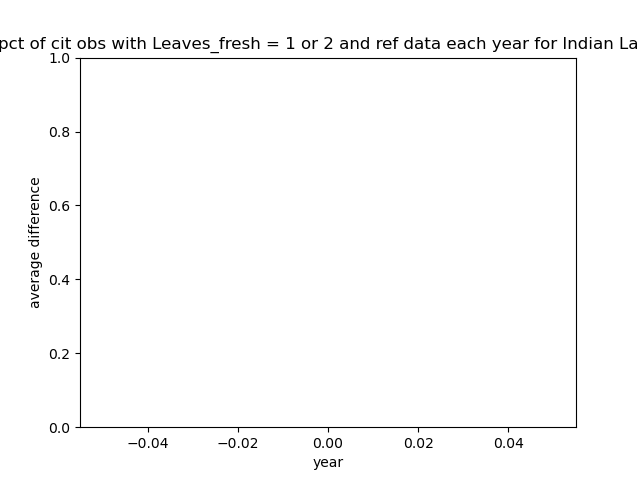 pct of cit obs with Leaves_fresh = 1 or 2 and ref data each year for Indian La
1.0
0.8
0.6
0.4
0.2
0.0
average difference
−0.04 −0.02 0.00 0.02 0.04
year